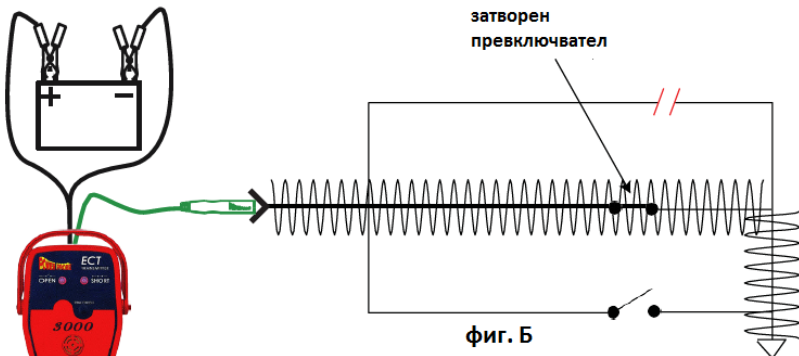 затворен
превключвател
+ −
ECT
OPEN SHORT
3000
фиг. Б